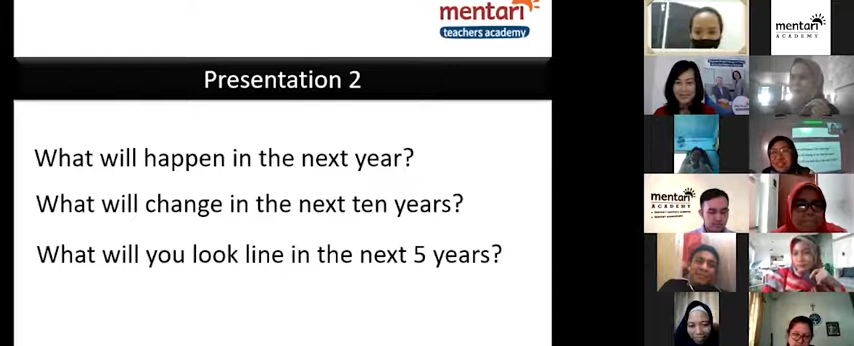 mentari
teachers academy
Presentation 2
What will happen in the next year?
What will change in the next ten years?
What will you look line in the next 5 years?
mentari
ACADEMY
mentari
ACADEMY